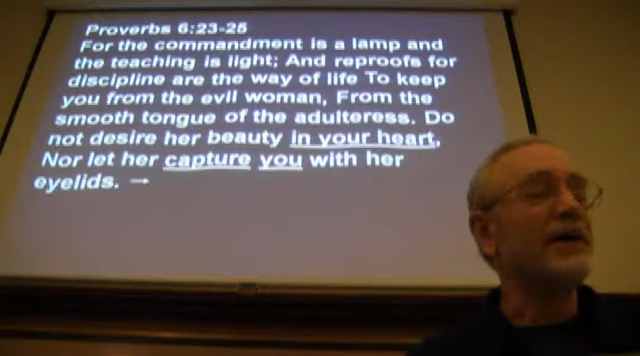 Proverbs 6:23-25
For the commandment is a lamp and
the teaching is light; And reproofs for
discipline are the way of life To keep
you from the evil woman, From the
smooth tongue of the adulteress. Do
not desire her beauty in your heart,
Nor let her capture you with her
eyelids. →